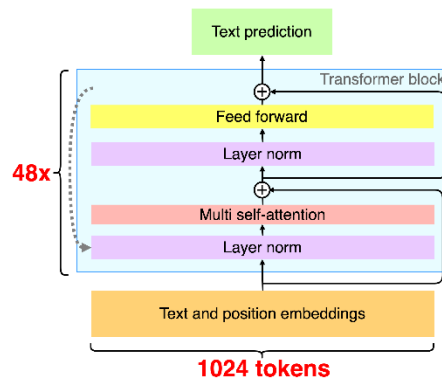 Text prediction
Transformer block
Feed forward
Layer norm
48x
Multi self-attention
Layer norm
Text and position embeddings
1024 tokens